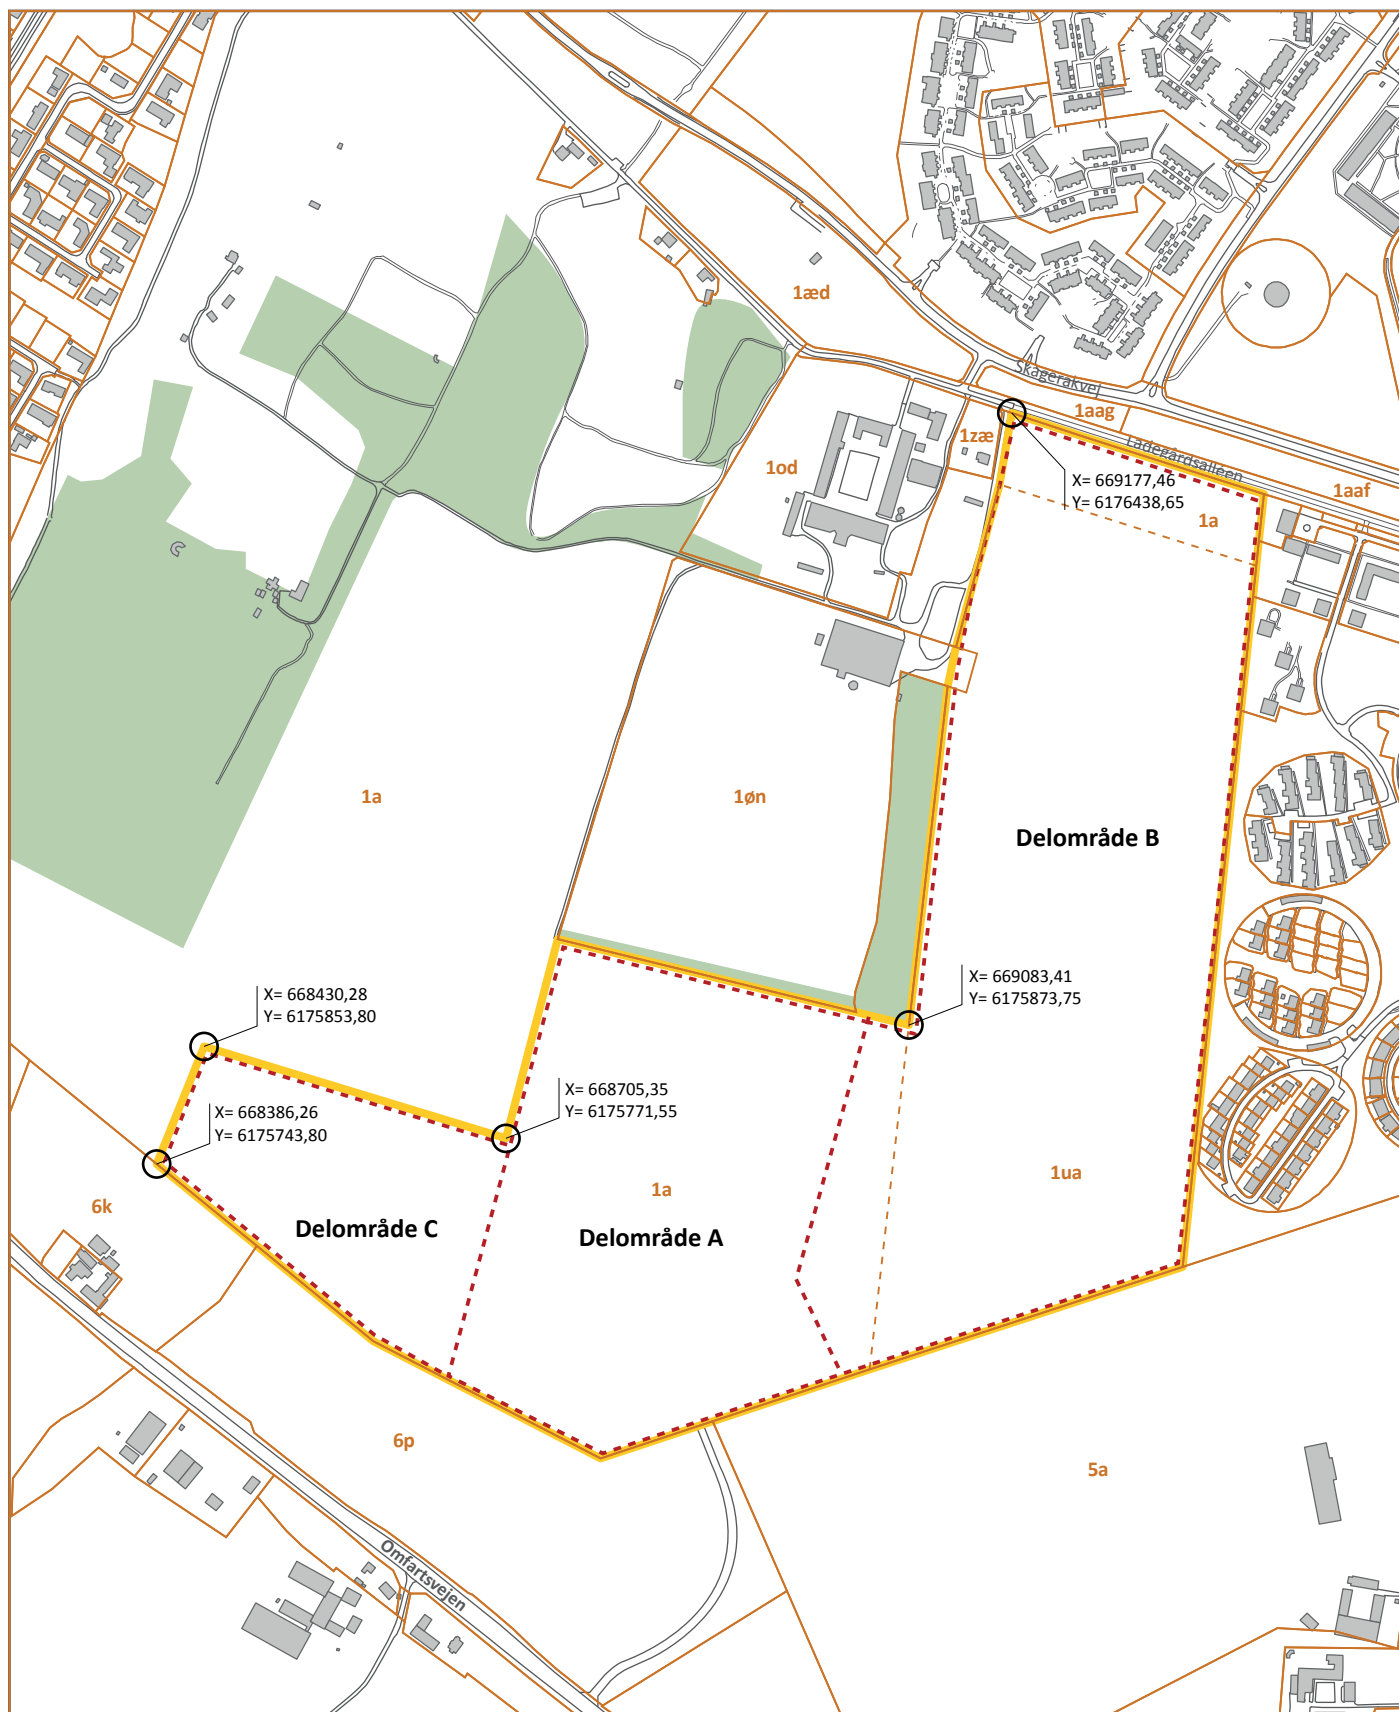 1æd
Skagerakvej
1aag
1zæ
Ladegårdsalleen
1od
X= 669177,46
Y= 6176438,65
1aaf
1a
1a
1øn
Delområde B
X= 668430,28
Y= 6175853,80
X= 669083,41
Y= 6175873,75
X= 668705,35
Y= 6175771,55
X= 668386,26
Y= 6175743,80
1ua
1a
6k
Delområde C
Delområde A
6p
5a
Omfartsvejen